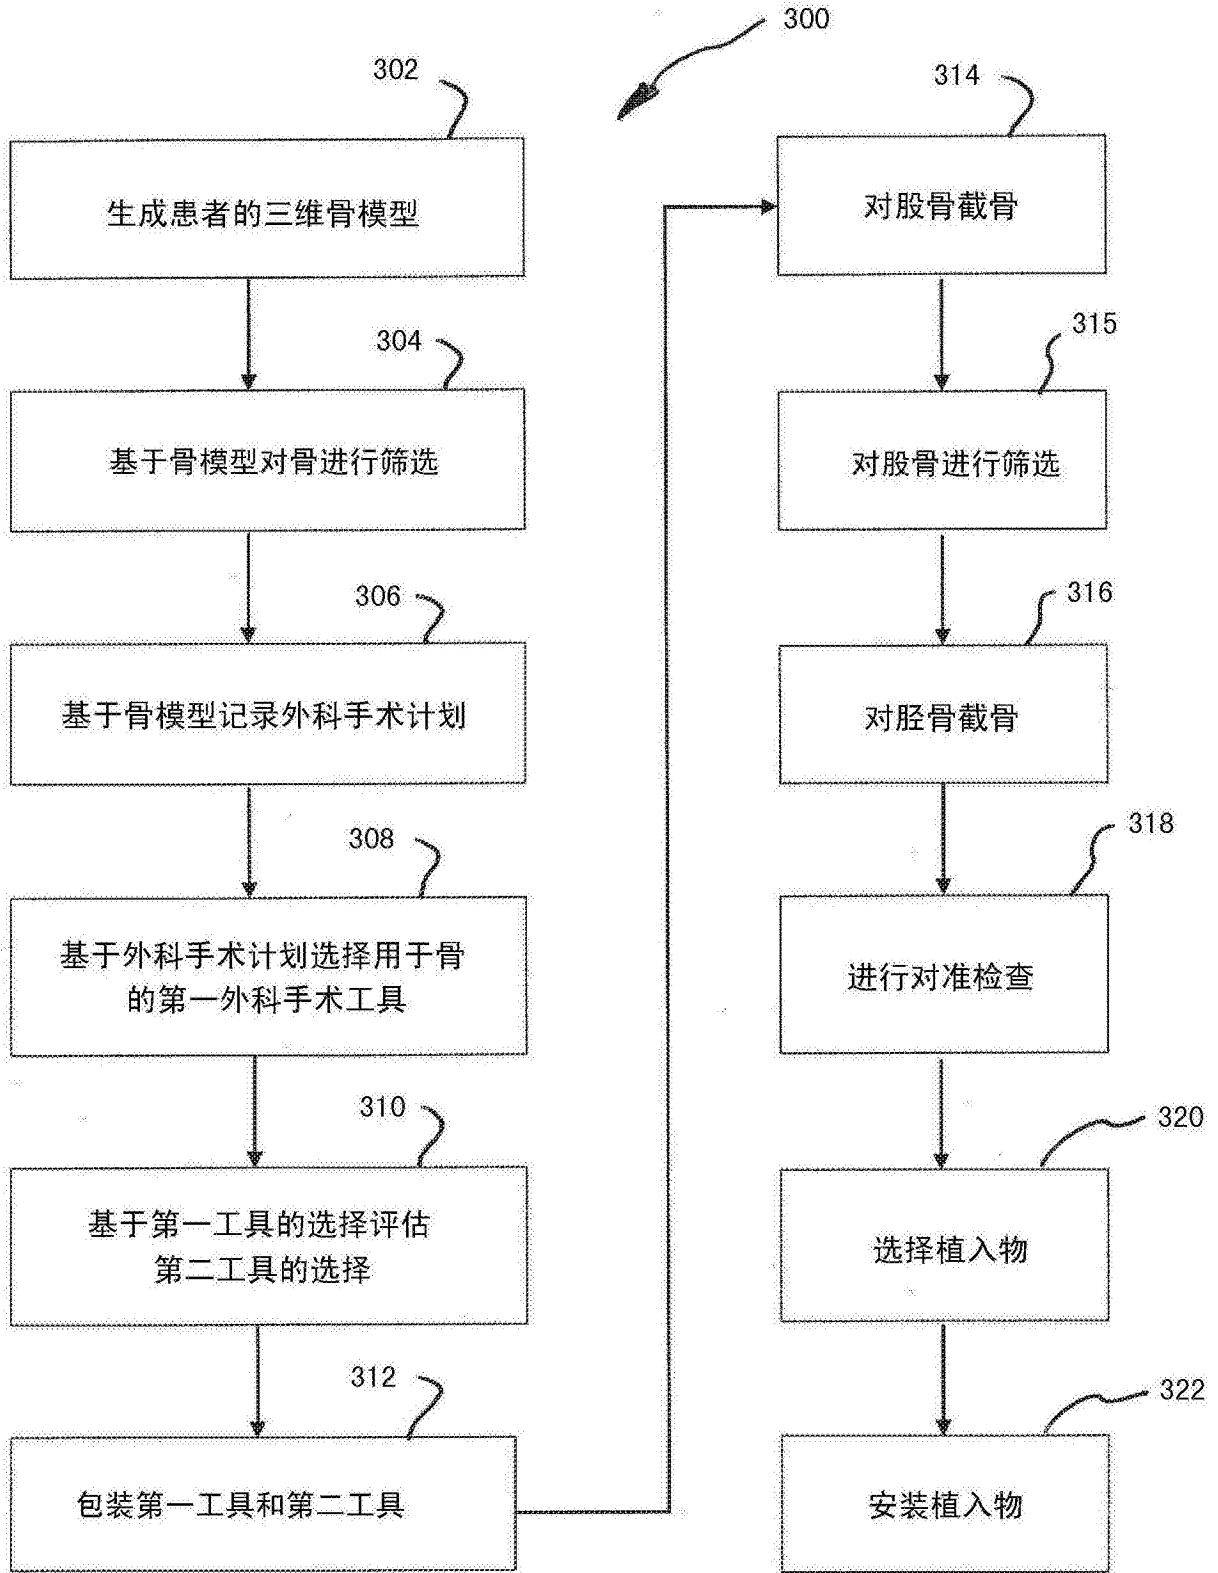 300
302
生成患者的三维骨模型
304
基于骨模型对骨进行筛选
306
基于骨模型记录外科手术计划
308
基于外科手术计划选择用于骨
的第一外科手术工具
310
基于第一工具的选择评估
第二工具的选择
312
包装第一工具和第二工具
314
对股骨截骨
315
对股骨进行筛选
316
对胫骨截骨
318
进行对准检查
320
选择植入物
322
安装植入物